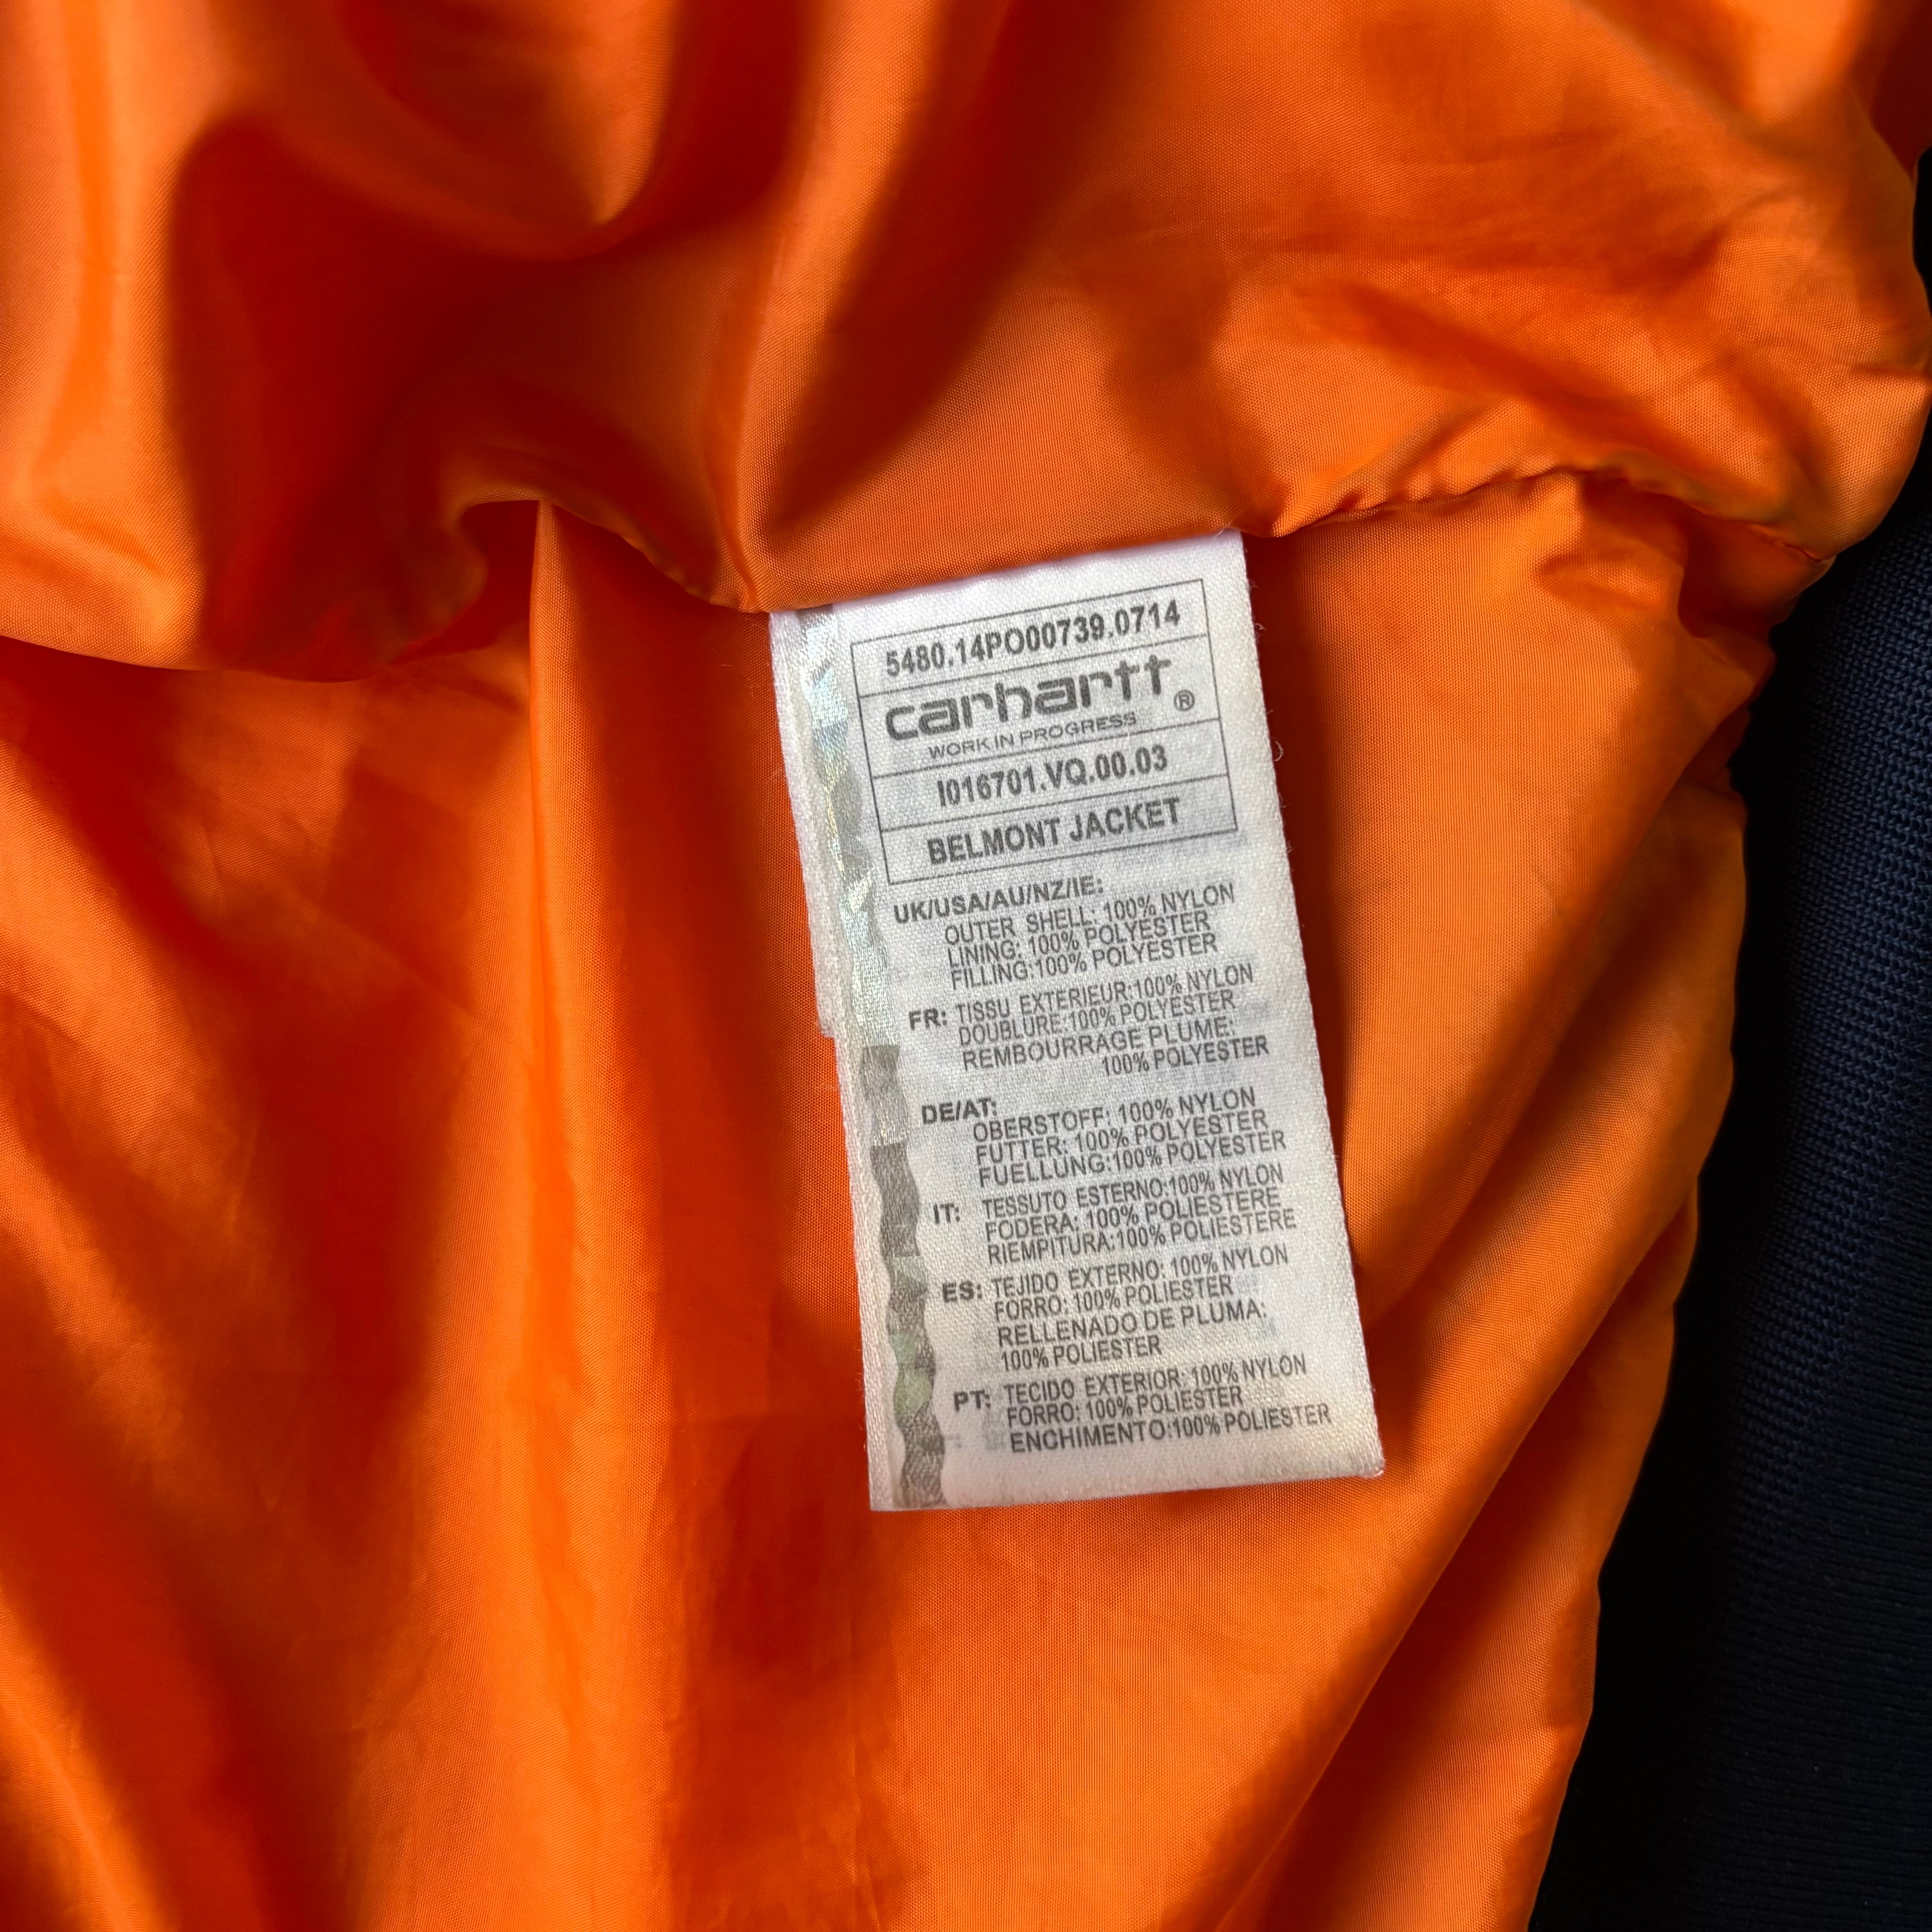 5480.14PO00739.0714
carhartt®
WORK IN PROGRESS
I016701.VQ.00.03
BELMONT JACKET
UK/USA/AU/NZ/IE:
OUTER SHELL: 100% NYLON
LINING: 100% POLYESTER
FILLING:100% POLYESTER
FR: TISSU EXTERIEUR:100% NYLON
DOUBLURE:100% POLYESTER
REMBOURRAGE PLUME:
100% POLYESTER
DE/AT:
OBERSTOFF: 100% NYLON
FUTTER: 100% POLYESTER
FUELLUNG:100% POLYESTER
IT: TESSUTO ESTERNO:100% NYLON
FODERA: 100% POLIESTERE
RIEMPITURA:100% POLIESTERE
ES: TEJIDO EXTERNO: 100% NYLON
FORRO: 100% POLIESTER
RELLENADO DE PLUMA:
100% POLIESTER
PT: TECIDO EXTERIOR: 100% NYLON
FORRO: 100% POLIESTER
ENCHIMENTO:100% POLIESTER